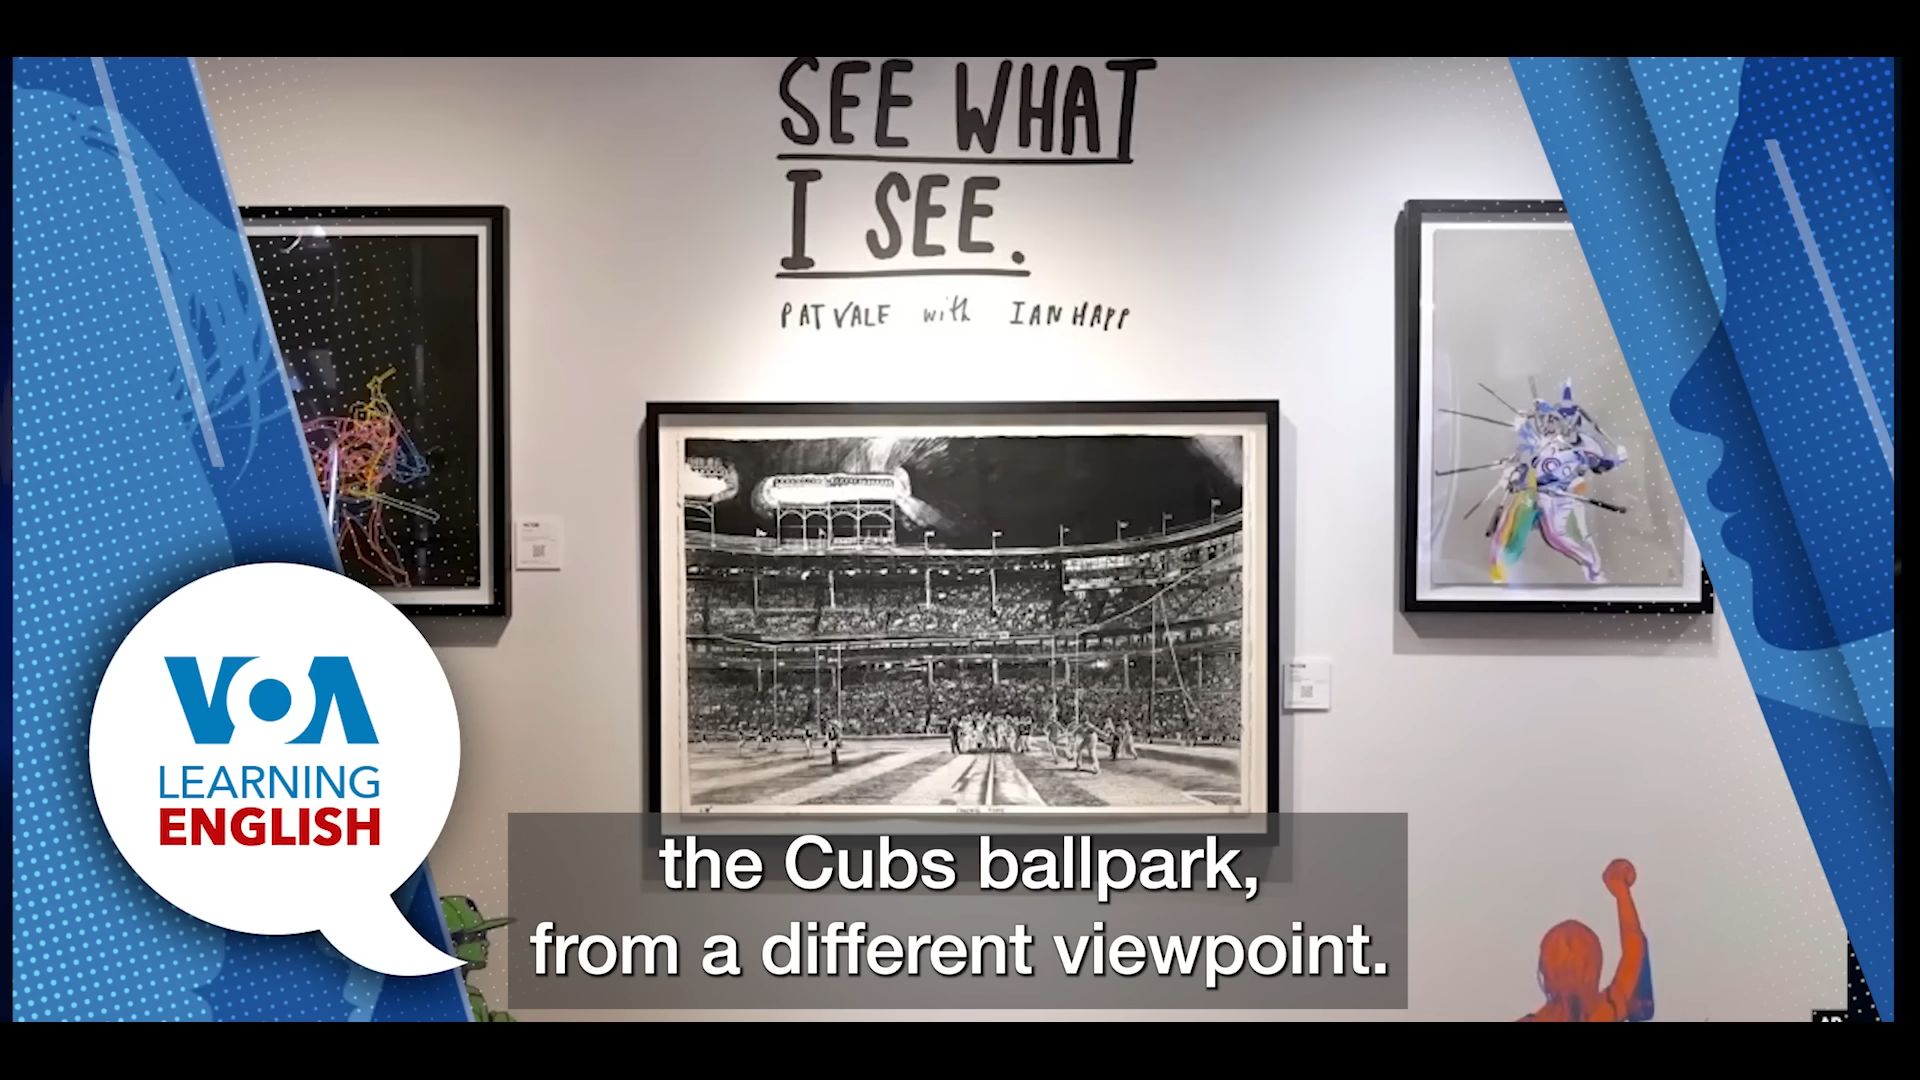 SEE WHAT
I SEE.
PAT VALE with IAN HAPP
VOA
LEARNING
ENGLISH
the Cubs ballpark,
from a different viewpoint.